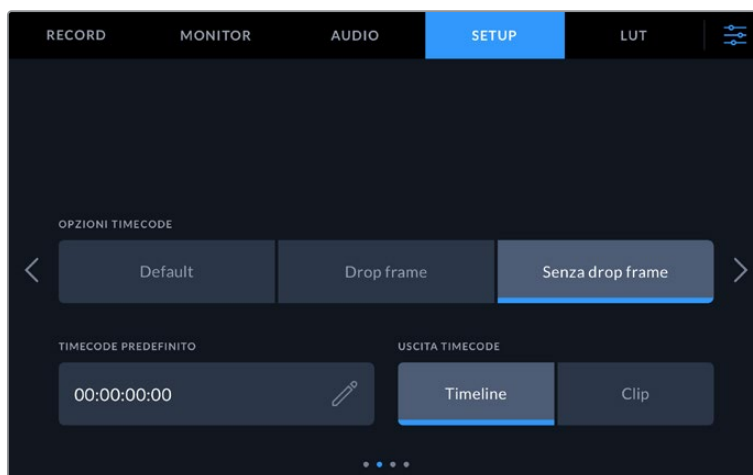 RECORD MONITOR AUDIO SETUP LUT
OPZIONI TIMECODE
Default Drop frame Senza drop frame
TIMECODE PREDEFINITO USCITA TIMECODE
00:00:00:00 Timeline Clip